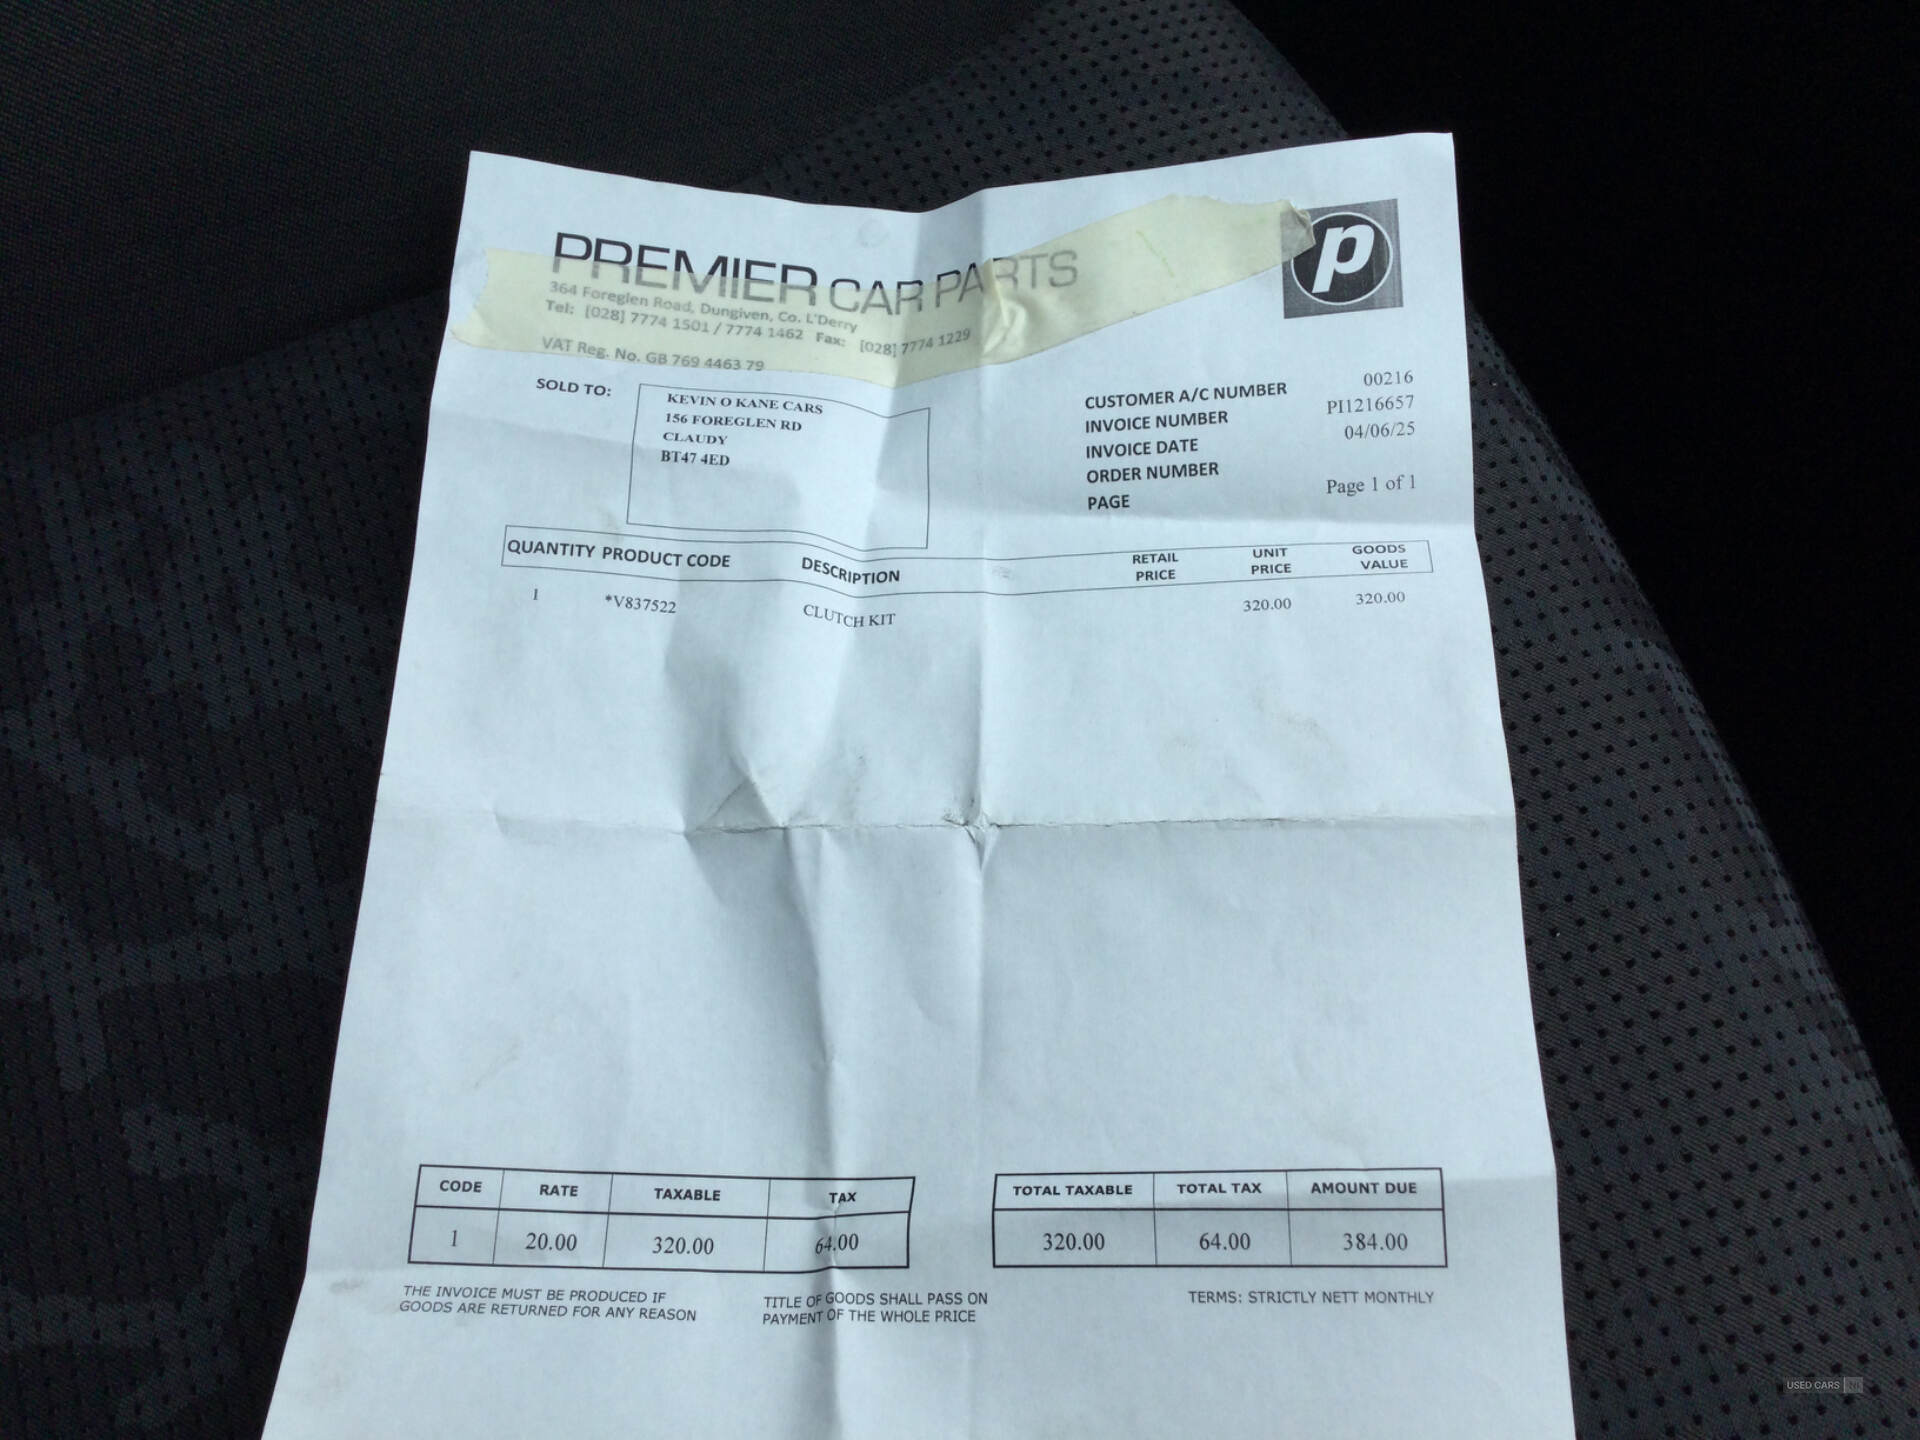 PREMIER CAR PARTS
p
364 Foreglen Road, Dungiven, Co. L'Derry
Tel: [028] 7774 1501 / 7774 1462 Fax: [028] 7774 1229
VAT Reg. No. GB 769 4463 79
SOLD TO:
KEVIN O KANE CARS
156 FOREGLEN RD
CLAUDY
BT47 4ED
CUSTOMER A/C NUMBER 00216
INVOICE NUMBER PI1216657
INVOICE DATE 04/06/25
ORDER NUMBER
PAGE Page 1 of 1
QUANTITY PRODUCT CODE DESCRIPTION RETAIL PRICE UNIT PRICE GOODS VALUE
1 *V837522 CLUTCH KIT 320.00 320.00
CODE RATE TAXABLE TAX
1 20.00 320.00 64.00
TOTAL TAXABLE TOTAL TAX AMOUNT DUE
320.00 64.00 384.00
THE INVOICE MUST BE PRODUCED IF
GOODS ARE RETURNED FOR ANY REASON
TITLE OF GOODS SHALL PASS ON
PAYMENT OF THE WHOLE PRICE
TERMS: STRICTLY NETT MONTHLY
USED CARS NI